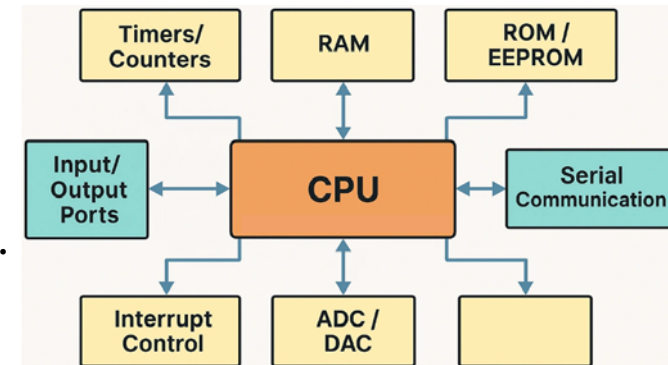 Timers/
Counters
RAM
ROM /
EEPROM
Input/
Output
Ports
CPU
Serial
Communication
Interrupt
Control
ADC /
DAC